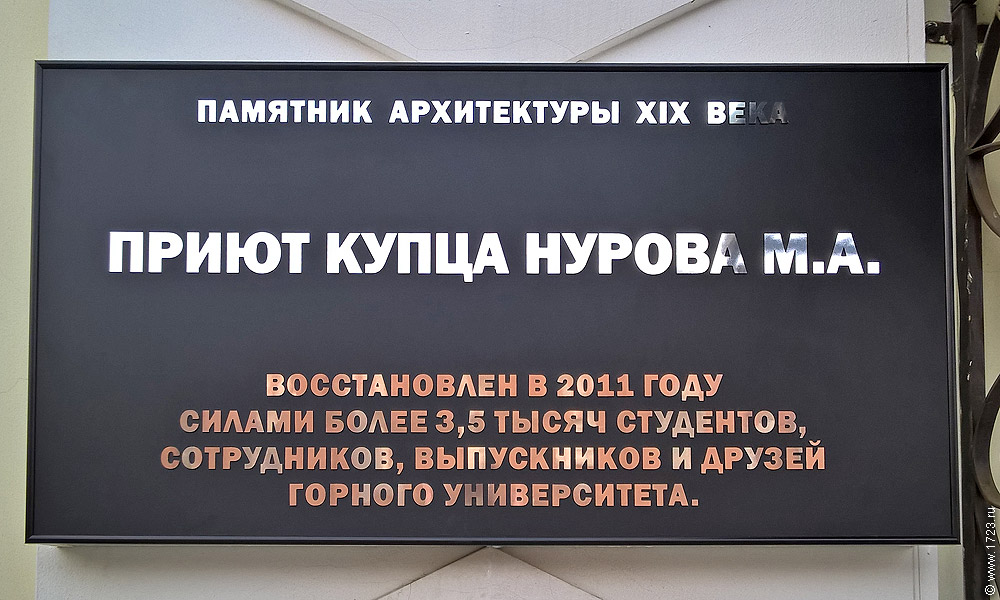 ПАМЯТНИК АРХИТЕКТУРЫ XIX ВЕКА
ПРИЮТ КУПЦА НУРОВА М.А.
ВОССТАНОВЛЕН В 2011 ГОДУ
СИЛАМИ БОЛЕЕ 3,5 ТЫСЯЧ СТУДЕНТОВ,
СОТРУДНИКОВ, ВЫПУСКНИКОВ И ДРУЗЕЙ
ГОРНОГО УНИВЕРСИТЕТА.
© www.1723.ru